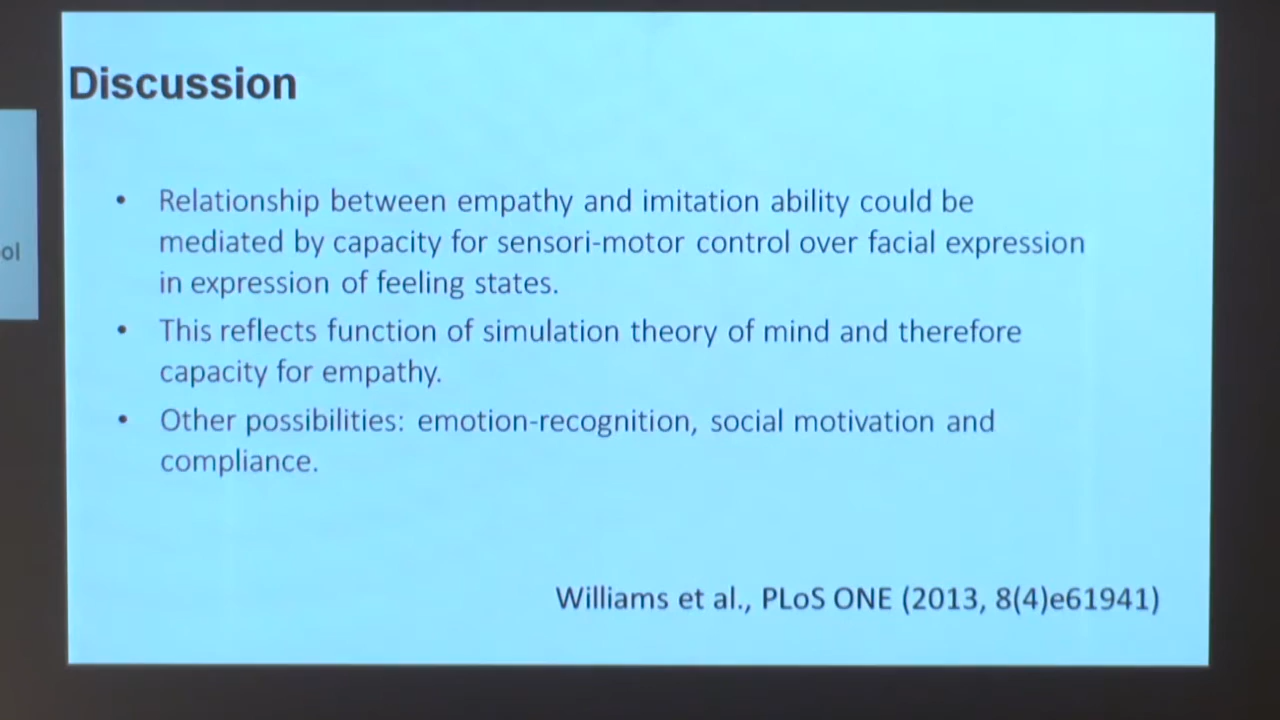 Discussion
• Relationship between empathy and imitation ability could be
mediated by capacity for sensori-motor control over facial expression
in expression of feeling states.
• This reflects function of simulation theory of mind and therefore
capacity for empathy.
• Other possibilities: emotion-recognition, social motivation and
compliance.
Williams et al., PLoS ONE (2013, 8(4)e61941)
ol